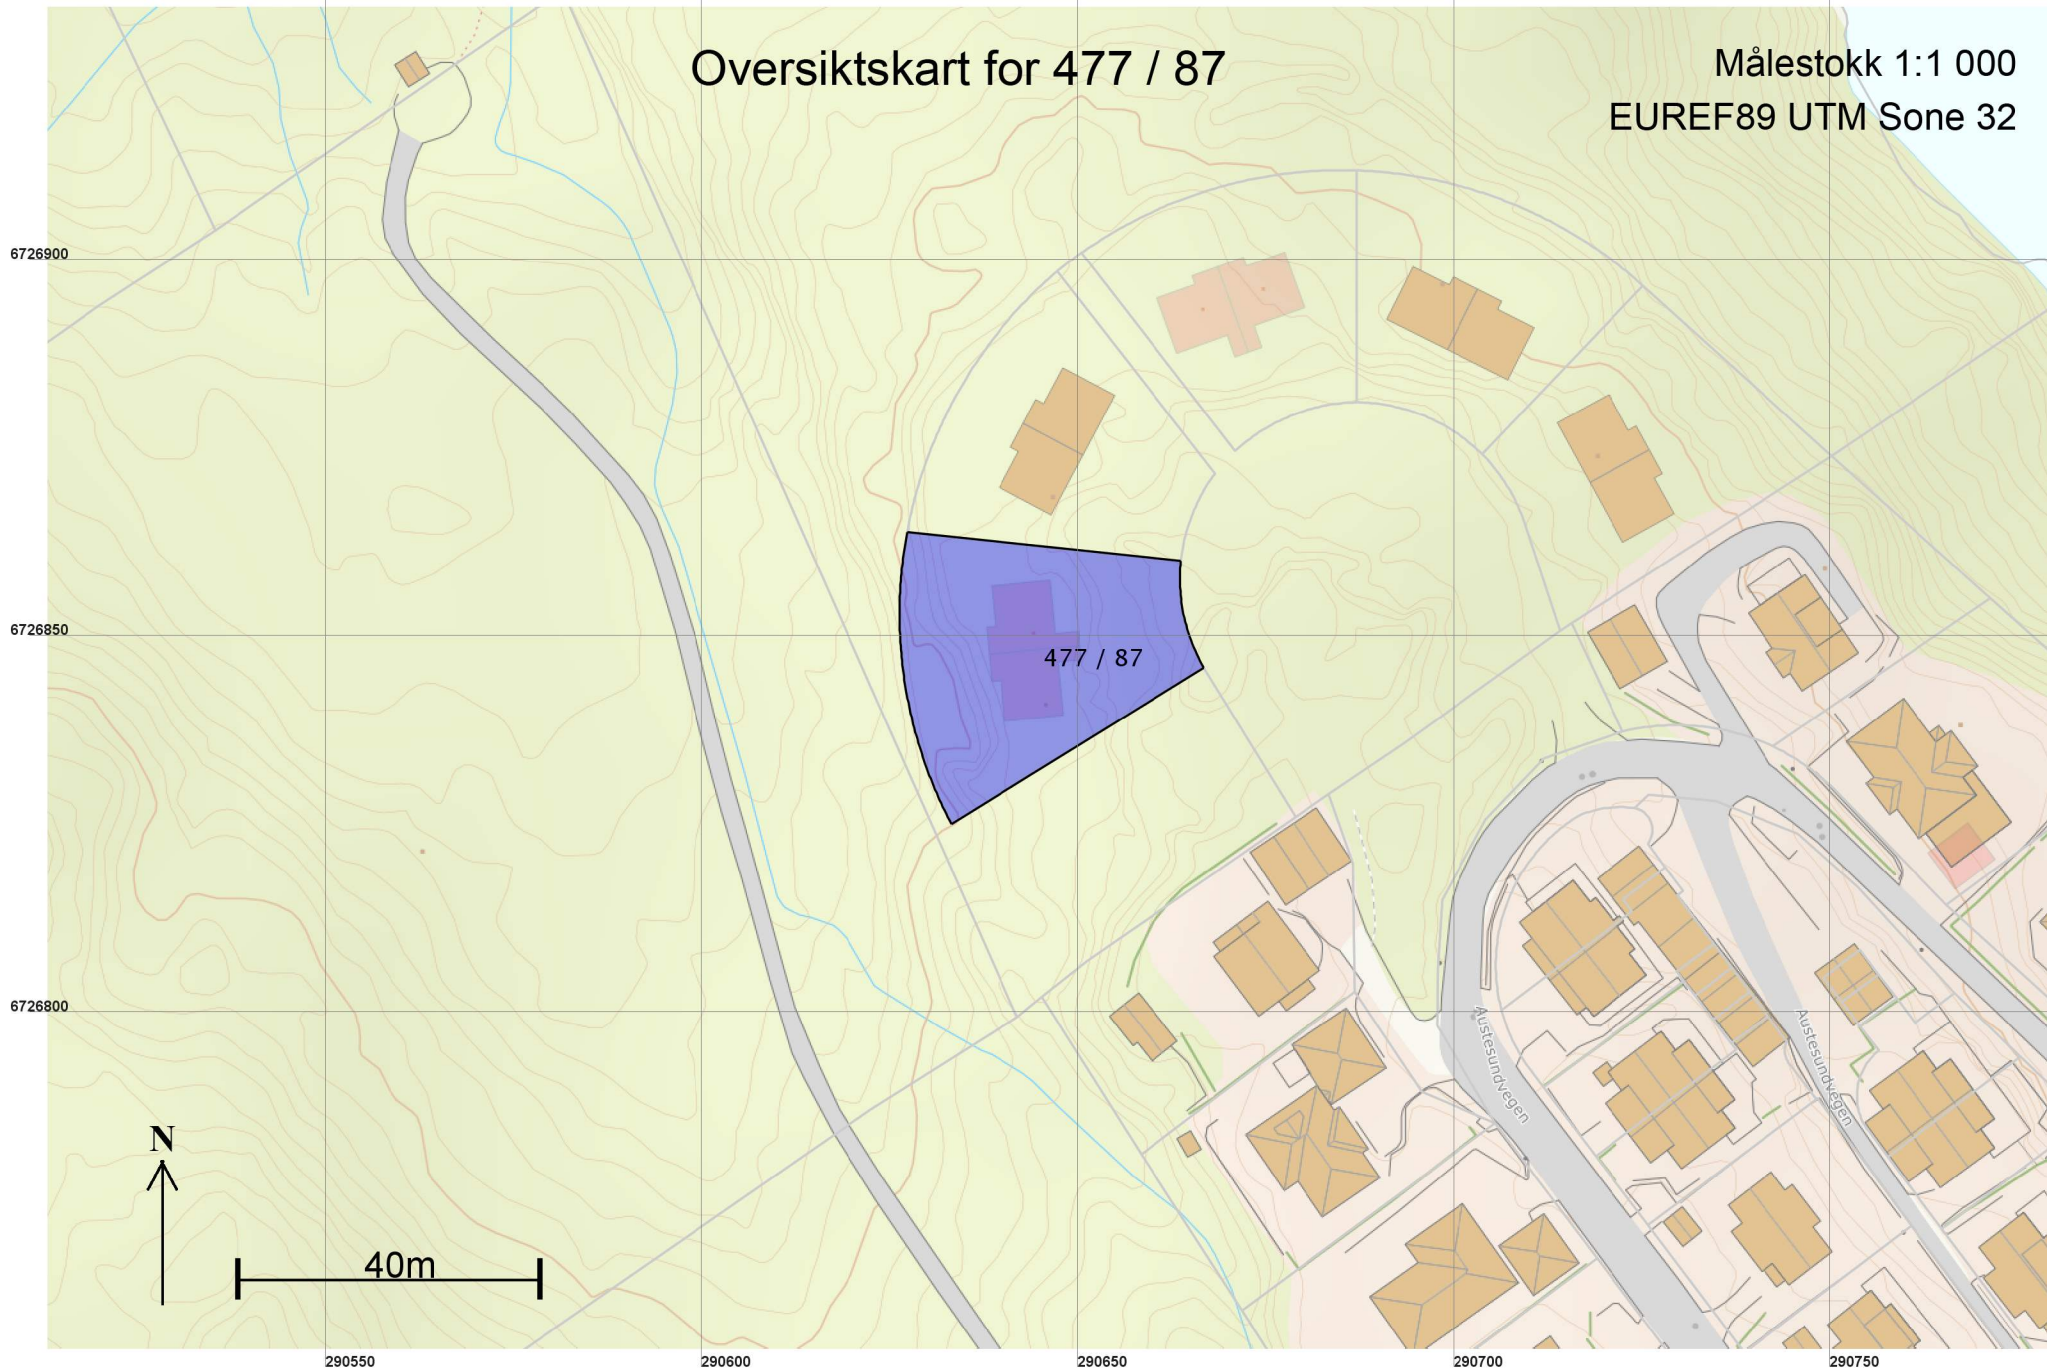 Oversiktskart for 477 / 87
Målestokk 1:1 000
EUREF89 UTM Sone 32
6726900
6726850
477 / 87
6726800
Austesundvegen
Austesundvegen
N
40m
290550
290600
290650
290700
290750